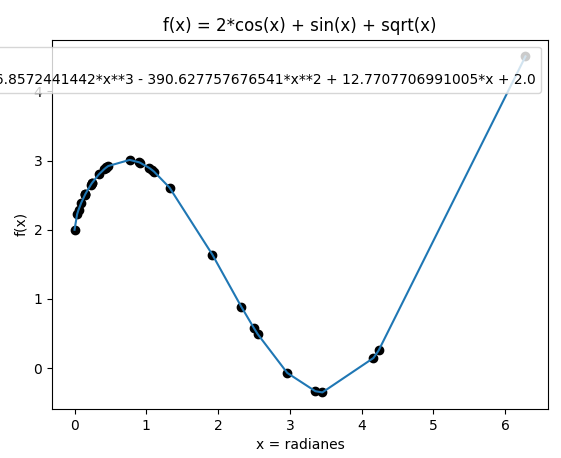 f(x) = 2*cos(x) + sin(x) + sqrt(x)
.8572441442*x**3 - 390.627757676541*x**2 + 12.7707706991005*x + 2.0
4
3
2
1
0
f(x)
0 1 2 3 4 5 6
x = radianes